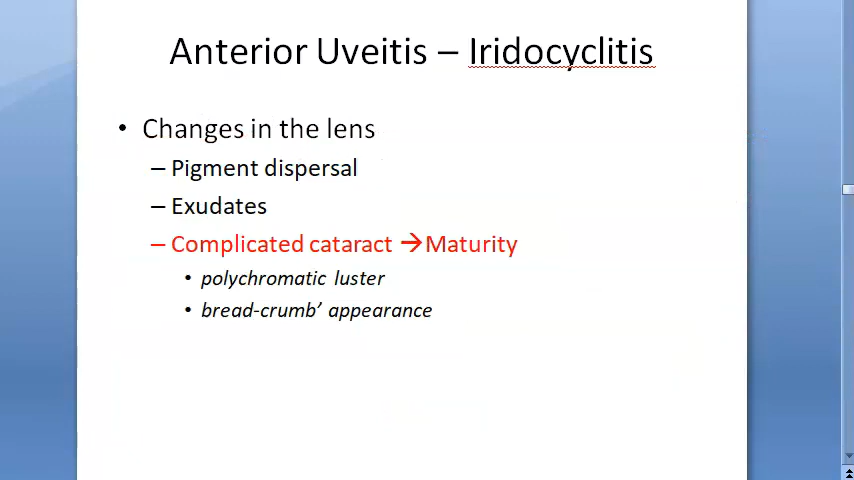 Anterior Uveitis – Iridocyclitis
• Changes in the lens
– Pigment dispersal
– Exudates
– Complicated cataract → Maturity
• polychromatic luster
• bread-crumb’ appearance